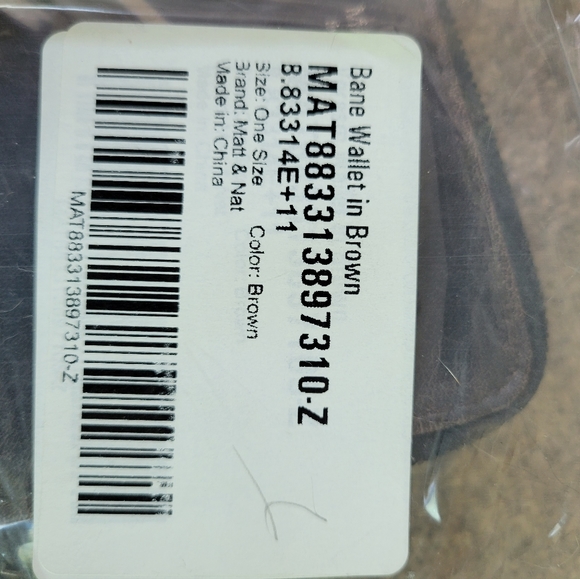 Bane Wallet in Brown
MAT883313897310-Z
8.83314E+11
Size: One Size Color: Brown
Brand: Matt & Nat
Made in: China
MAT883313897310-Z